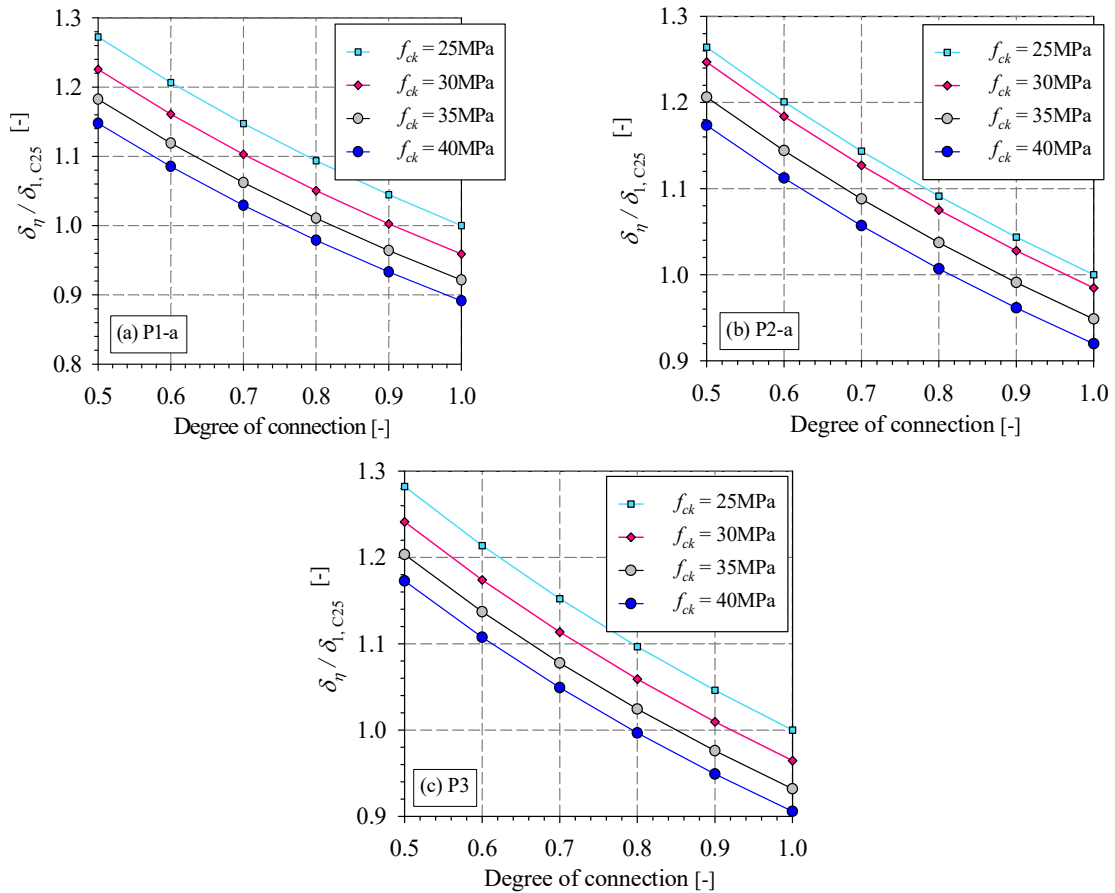 1.3
1.2
1.1
1.0
0.9
0.8
δη / δ1, C25 [-]
fck = 25MPa
fck = 30MPa
fck = 35MPa
fck = 40MPa
(a) P1-a
0.5 0.6 0.7 0.8 0.9 1.0
Degree of connection [-]
1.3
1.2
1.1
1.0
0.9
δη / δ1, C25 [-]
fck = 25MPa
fck = 30MPa
fck = 35MPa
fck = 40MPa
(b) P2-a
0.5 0.6 0.7 0.8 0.9 1.0
Degree of connection [-]
1.3
1.2
1.1
1.0
0.9
δη / δ1, C25 [-]
fck = 25MPa
fck = 30MPa
fck = 35MPa
fck = 40MPa
(c) P3
0.5 0.6 0.7 0.8 0.9 1.0
Degree of connection [-]